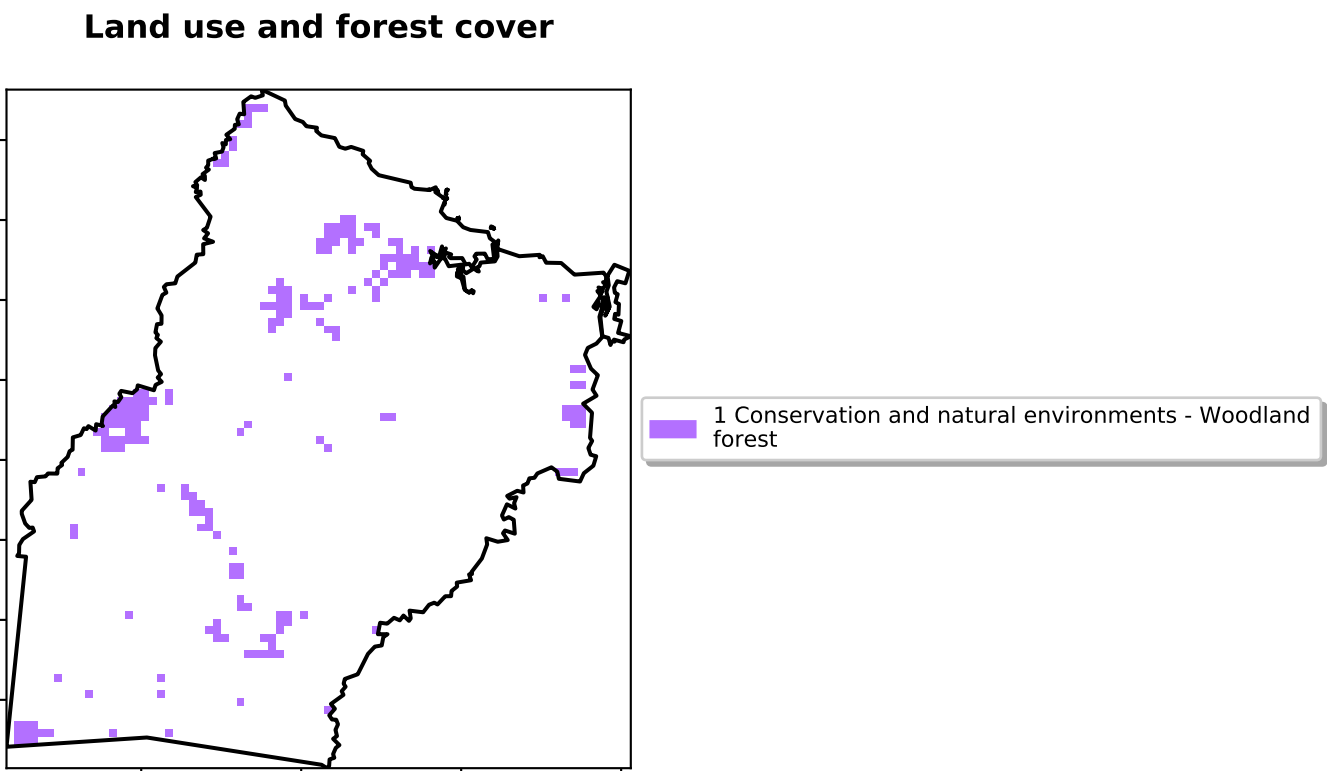 Land use and forest cover
1 Conservation and natural environments - Woodland
forest